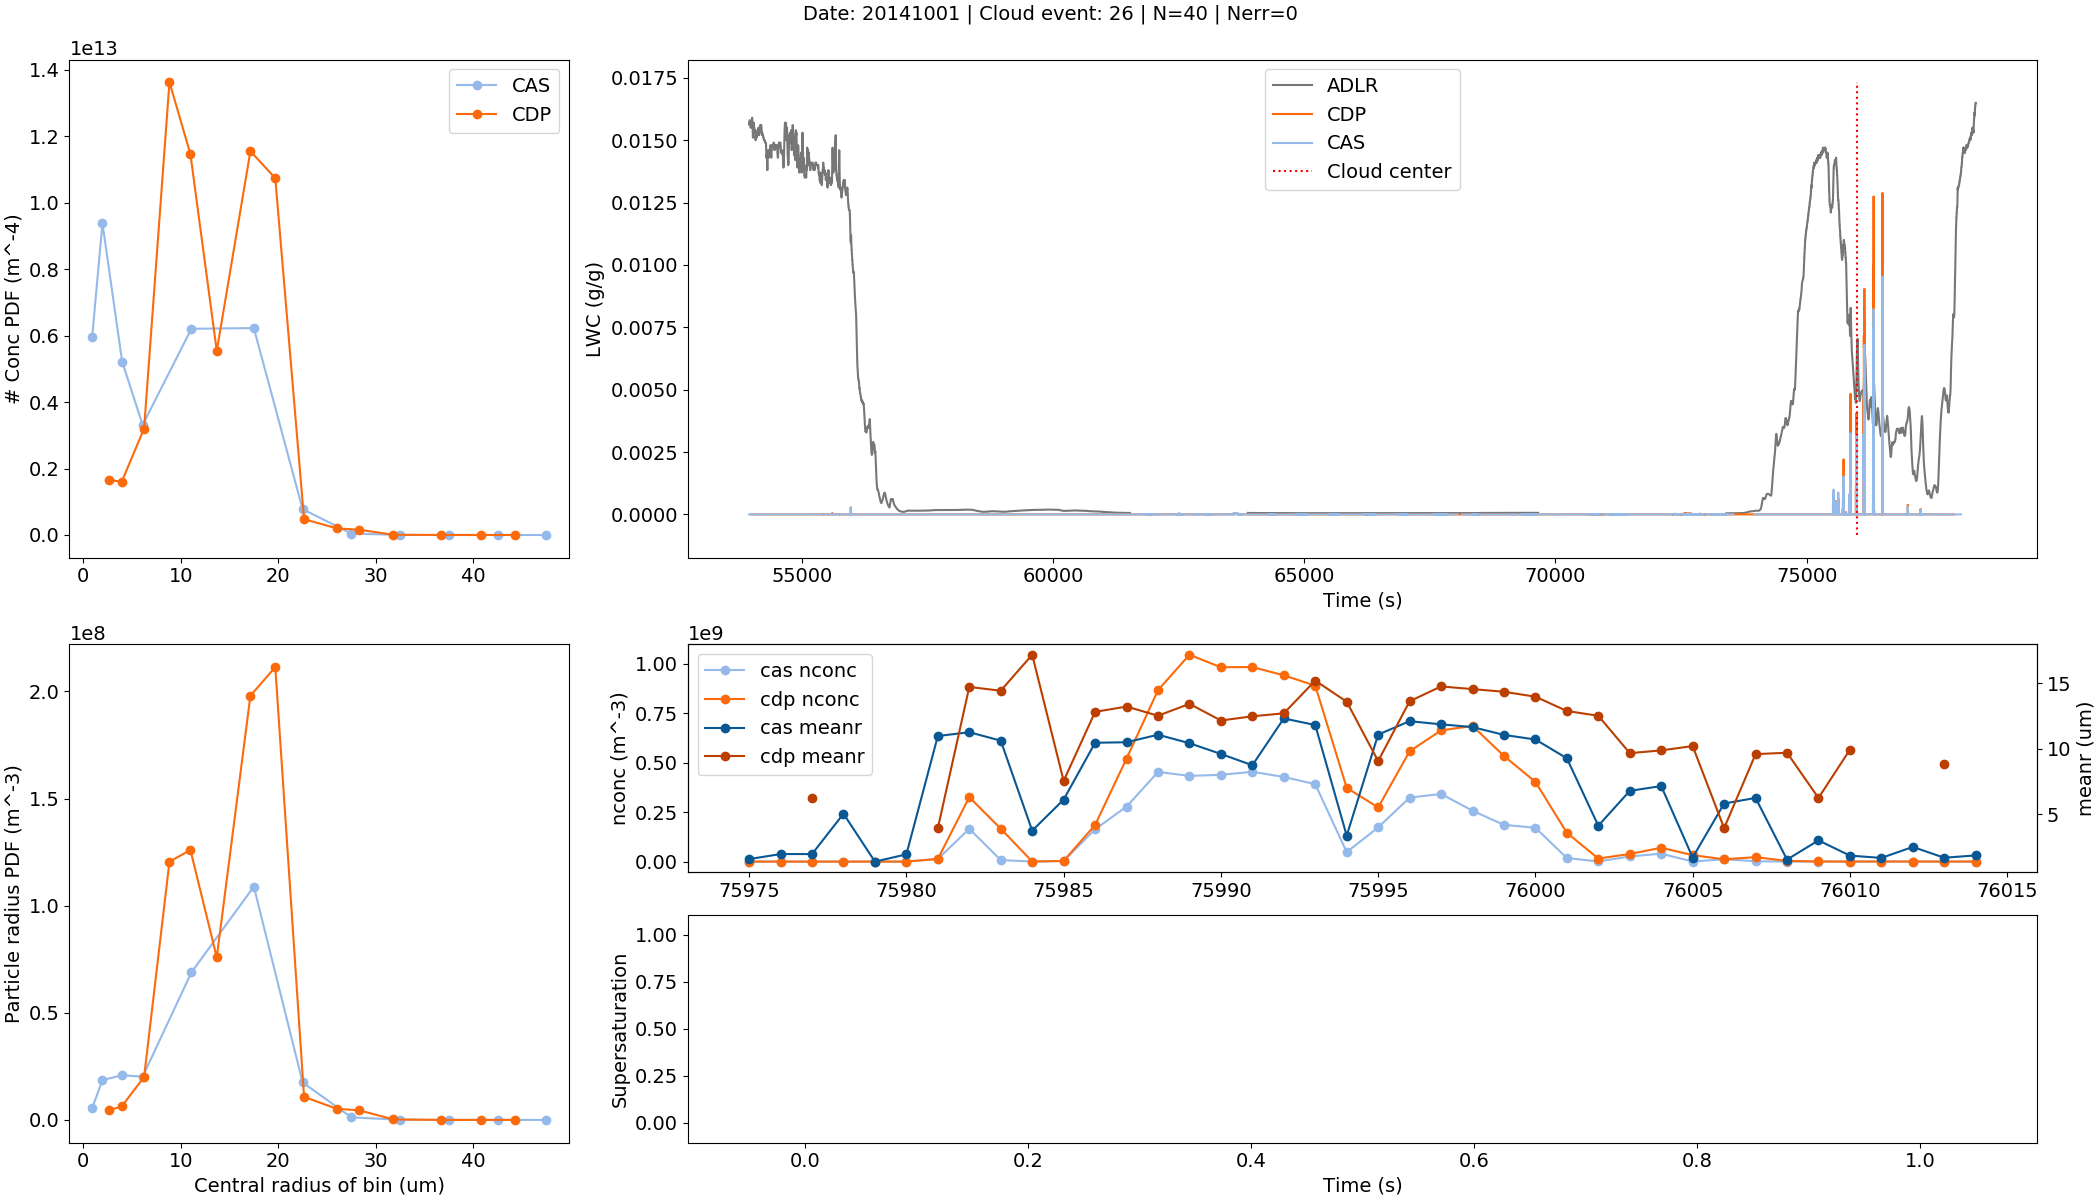 Date: 20141001 | Cloud event: 26 | N=40 | Nerr=0
1e13
# Conc PDF (m^-4)
1.4
1.2
1.0
0.8
0.6
0.4
0.2
0.0
CAS
CDP
0 10 20 30 40
LWC (g/g)
0.0175
0.0150
0.0125
0.0100
0.0075
0.0050
0.0025
0.0000
ADLR
CDP
CAS
Cloud center
55000 60000 65000 70000 75000
Time (s)
1e8
Particle radius PDF (m^-3)
2.0
1.5
1.0
0.5
0.0
0 10 20 30 40
Central radius of bin (um)
1e9
nconc (m^-3)
1.00
0.75
0.50
0.25
0.00
cas nconc
cdp nconc
cas meanr
cdp meanr
15
10
5
meanr (um)
75975 75980 75985 75990 75995 76000 76005 76010 76015
Supersaturation
1.00
0.75
0.50
0.25
0.00
0.0 0.2 0.4 0.6 0.8 1.0
Time (s)